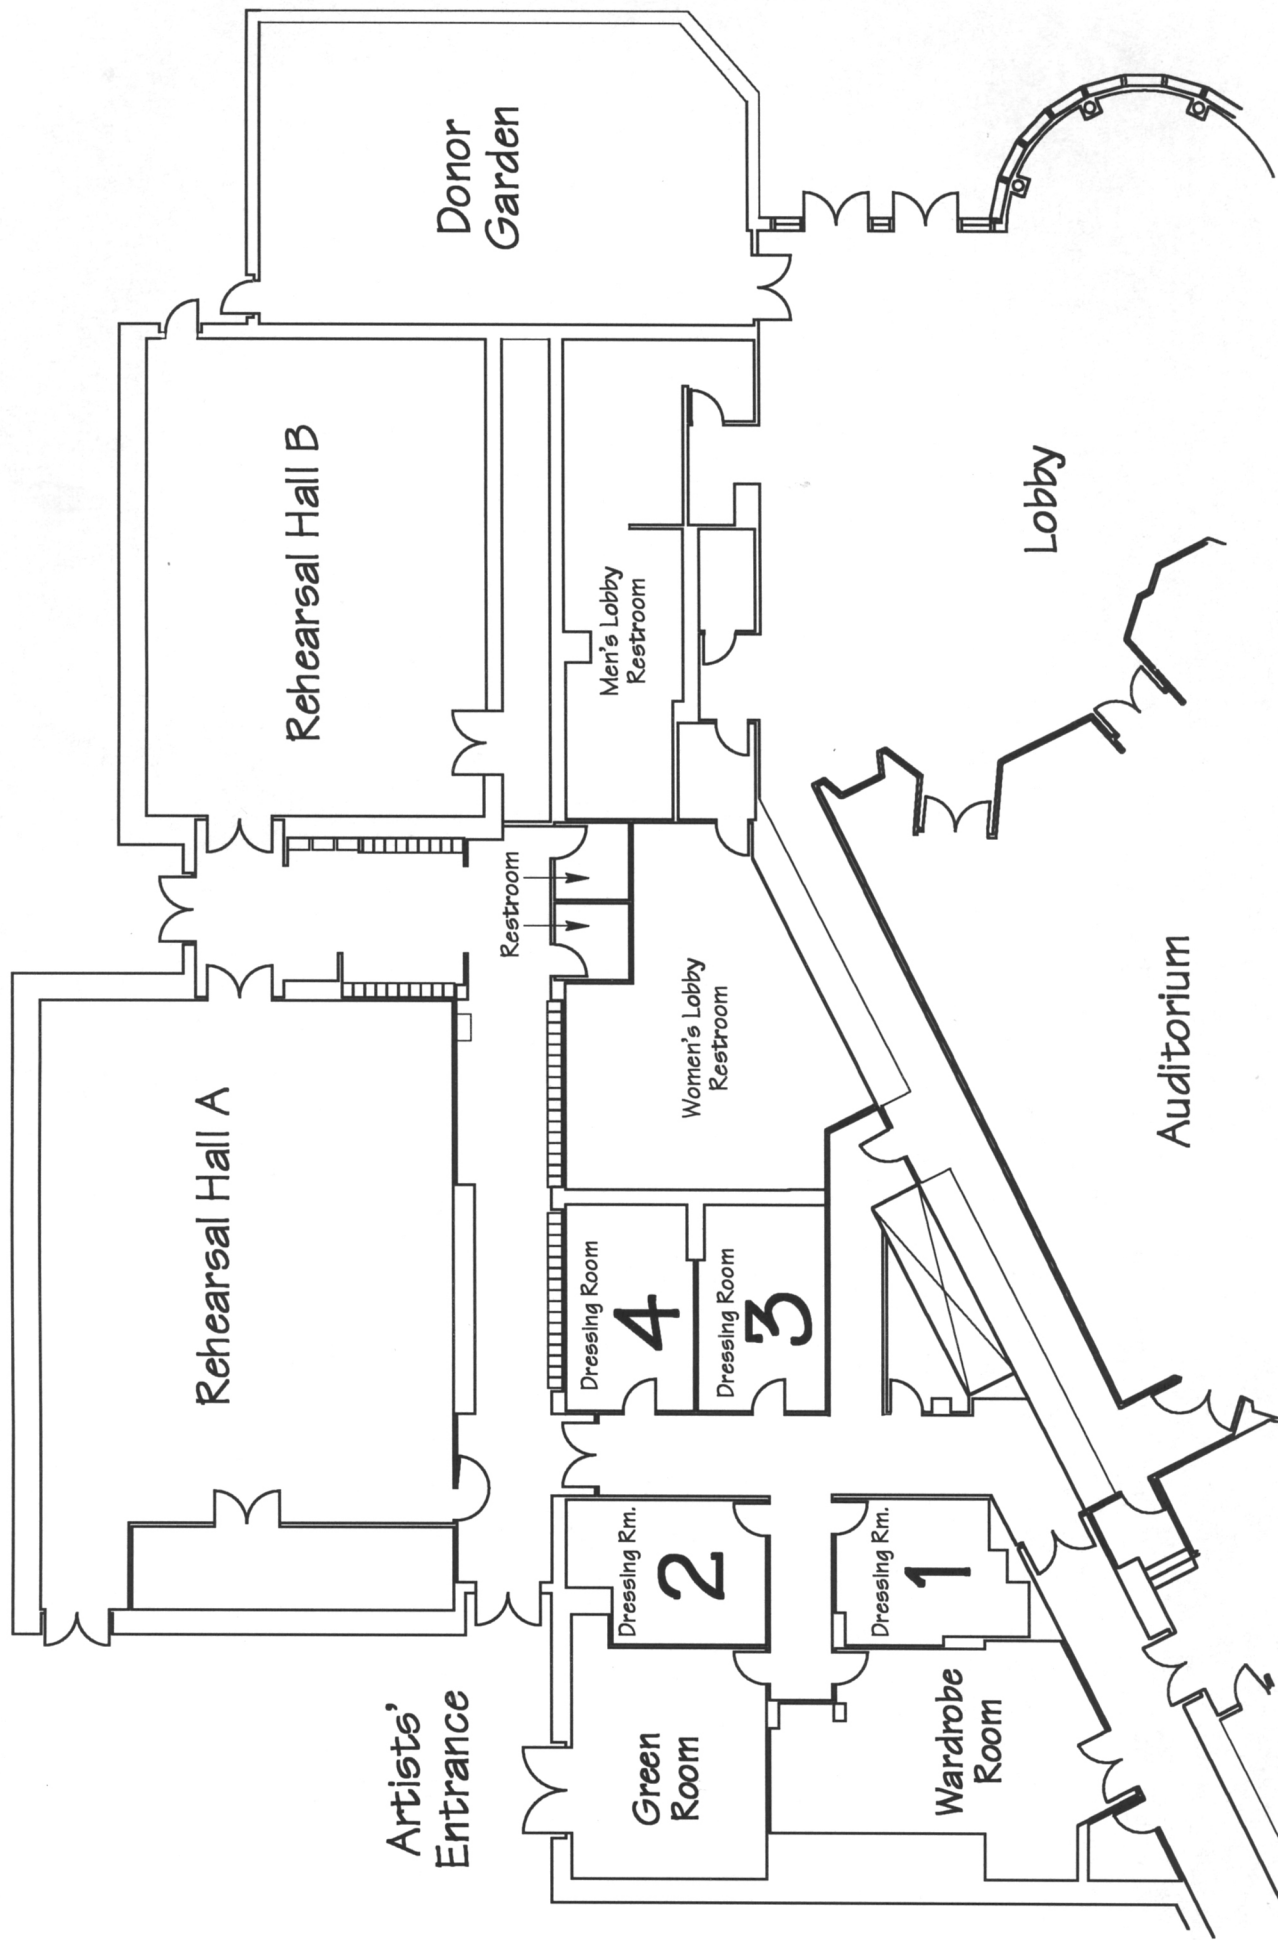 Donor
Garden
Rehearsal Hall B
Rehearsal Hall A
Men's Lobby
Restroom
Lobby
Restroom
Women's Lobby
Restroom
Auditorium
Dressing Room
4
Dressing Room
3
Dressing Rm.
2
Dressing Rm.
1
Artists'
Entrance
Green
Room
Wardrobe
Room